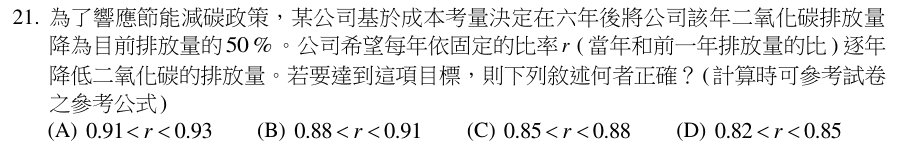 21. 為了響應節能減碳政策，某公司基於成本考量決定在六年後將公司該年二氧化碳排放量
降為目前排放量的 50 % 。公司希望每年依固定的比率 r ( 當年和前一年排放量的比 ) 逐年
降低二氧化碳的排放量。若要達到這項目標，則下列敘述何者正確？ ( 計算時可參考試卷
之參考公式 )
(A) 0.91 < r < 0.93 (B) 0.88 < r < 0.91 (C) 0.85 < r < 0.88 (D) 0.82 < r < 0.85